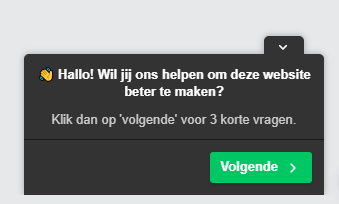 👋 Hallo! Wil jij ons helpen om deze website
beter te maken?
Klik dan op 'volgende' voor 3 korte vragen.
Volgende